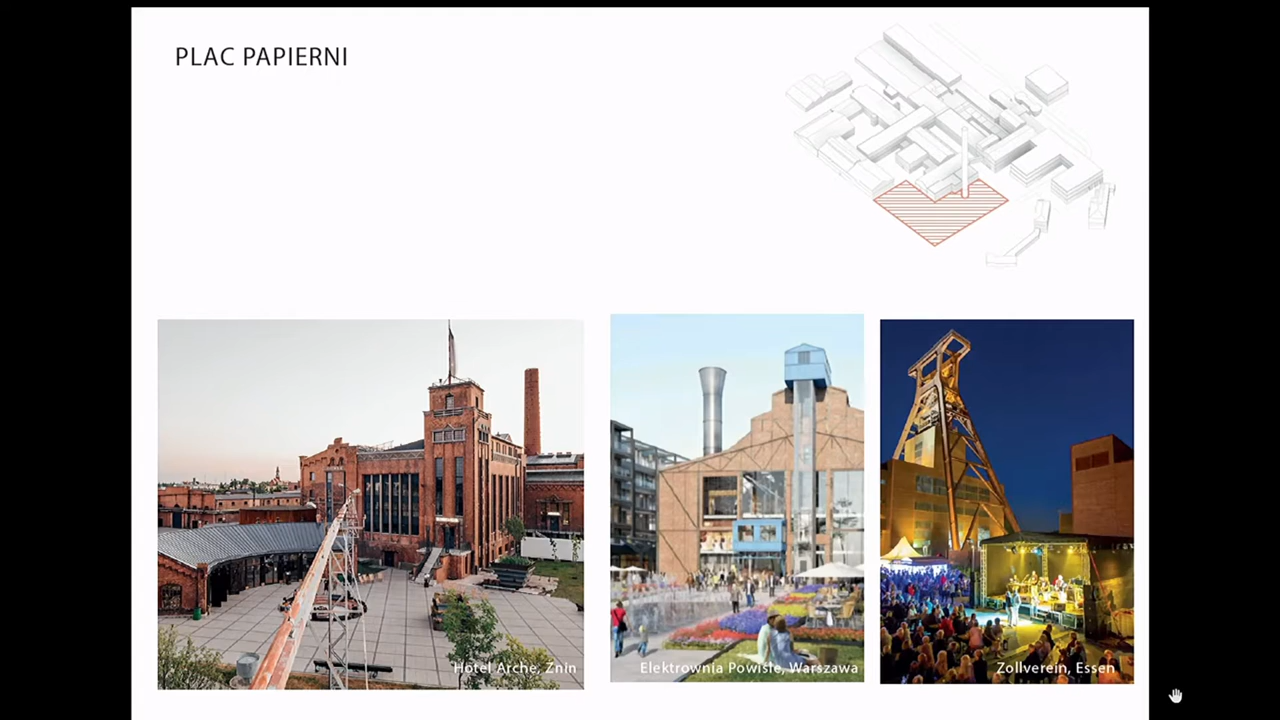 PLAC PAPIERNI
Hotel Arche, Żnin
Elektrownia Powiśle, Warszawa
Zollverein, Essen